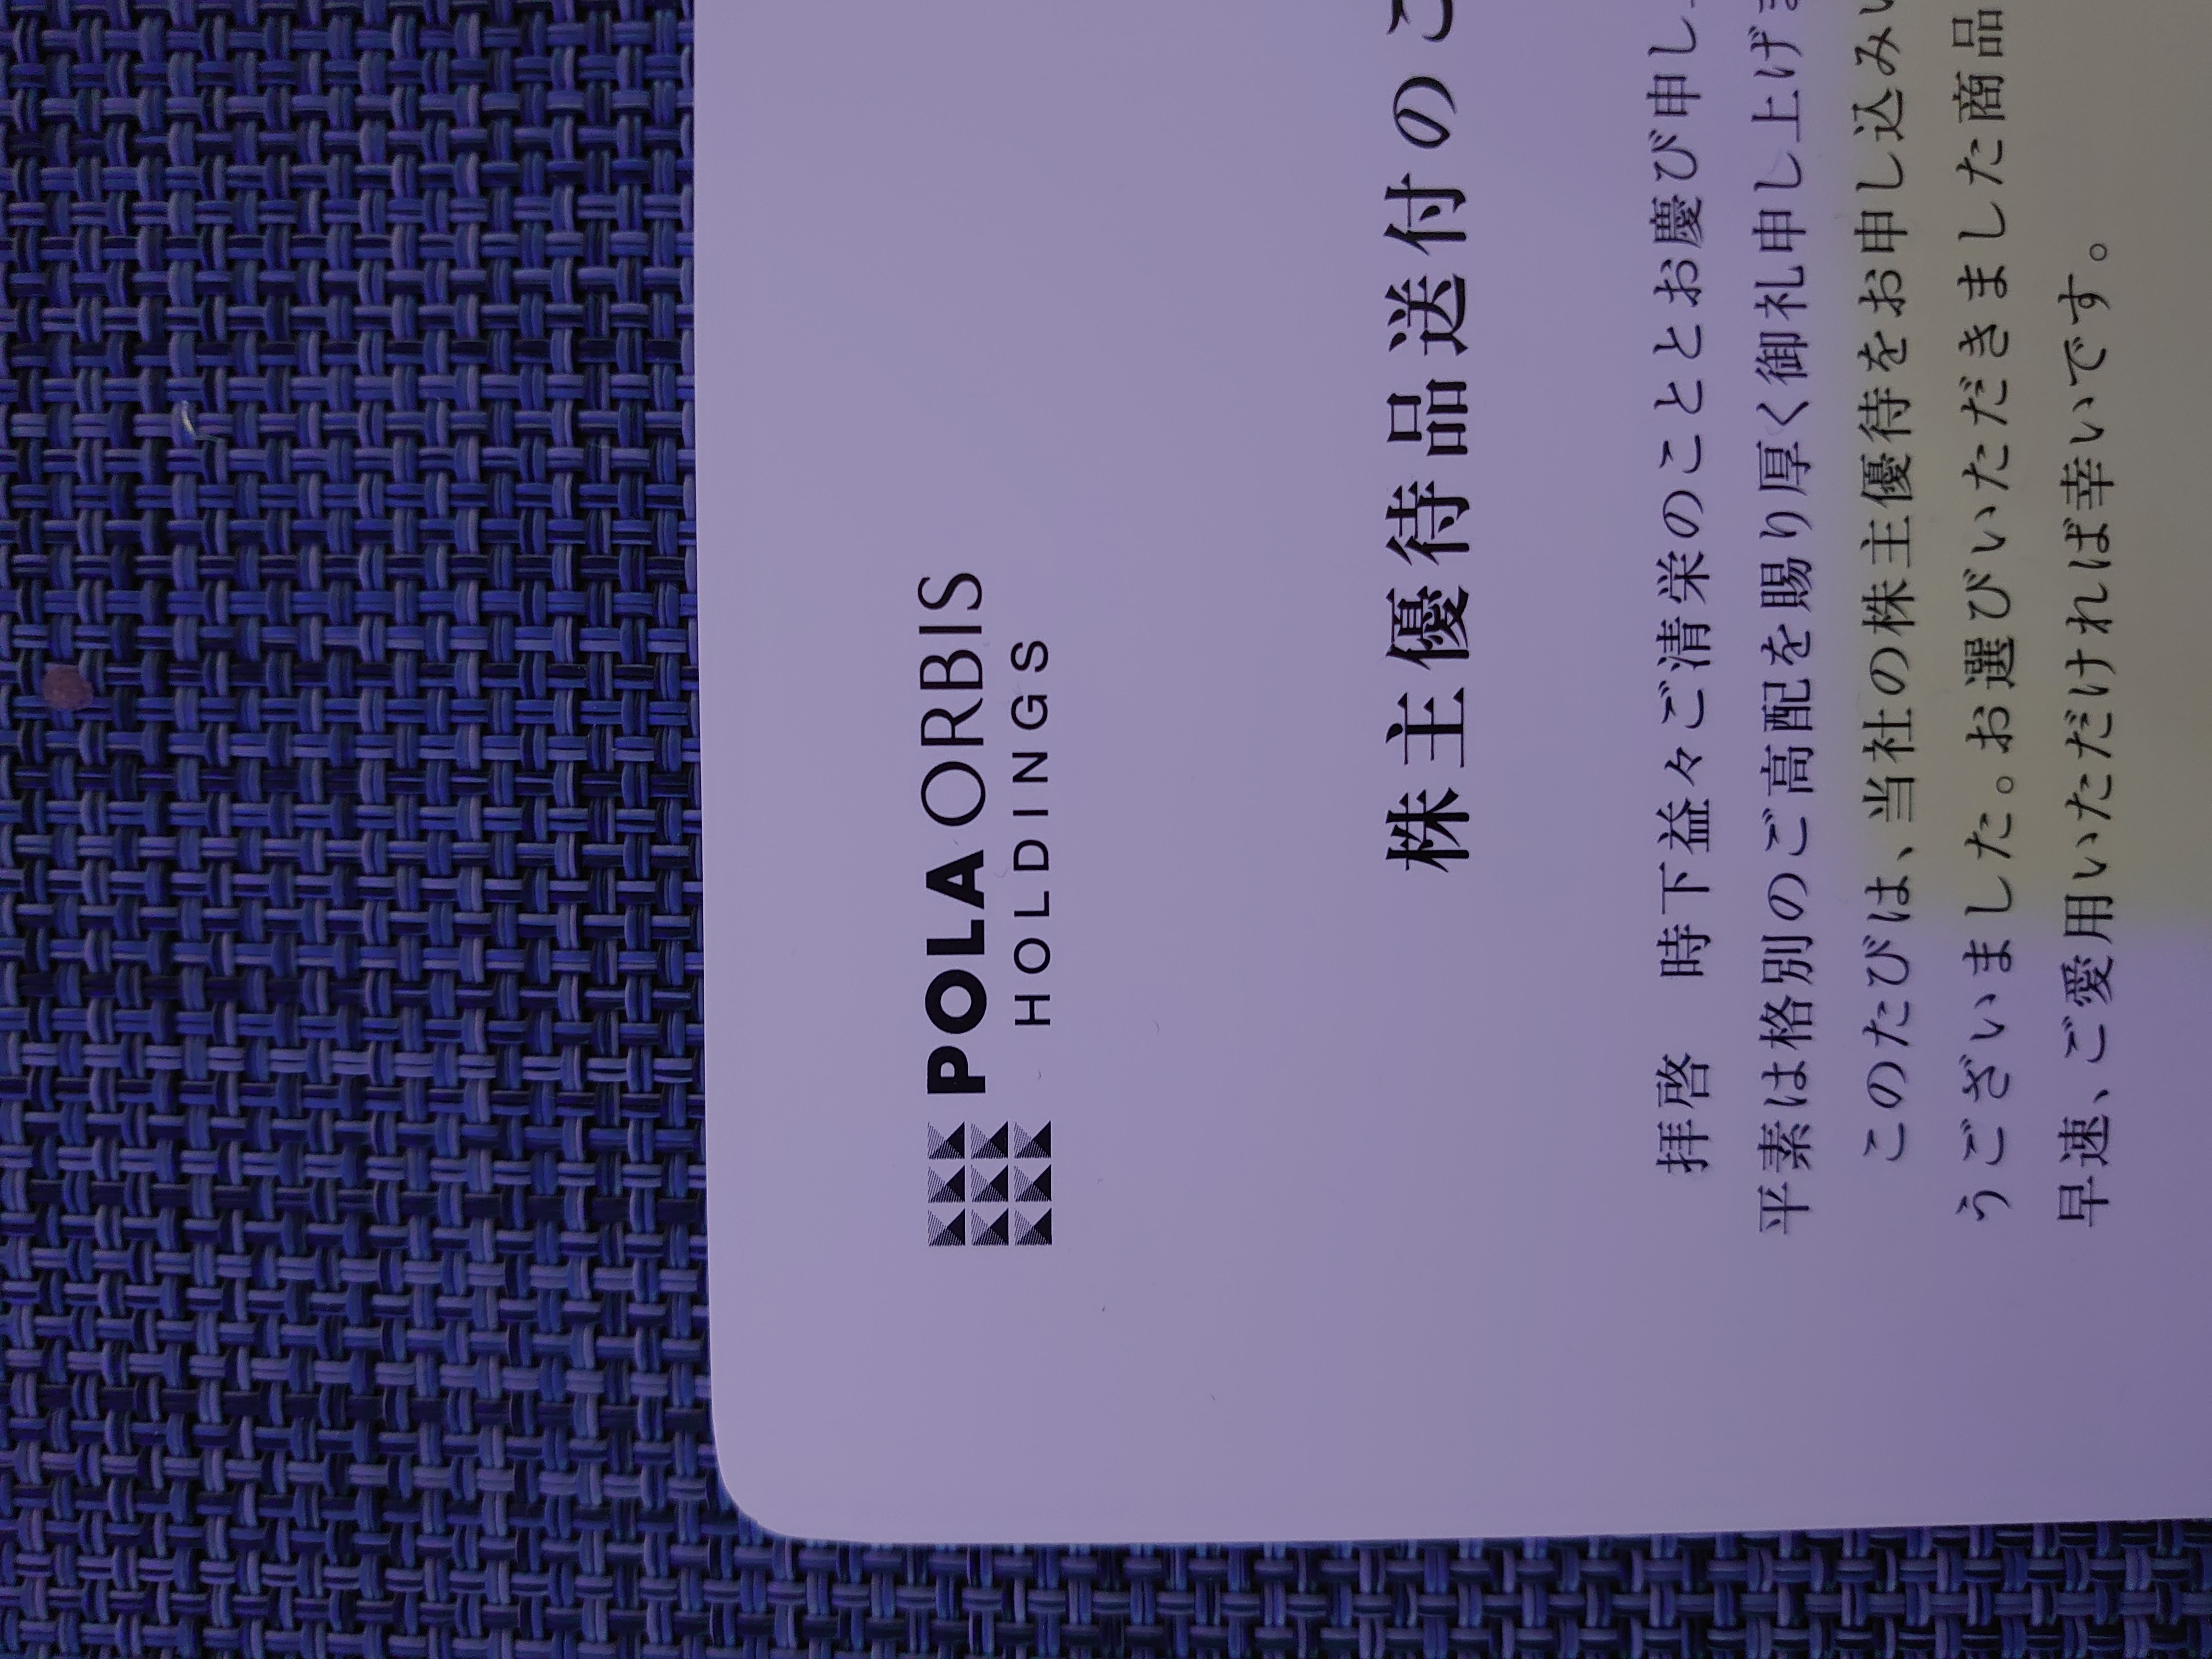 POLA ORBIS
HOLDINGS
株主優待品送付のご
拝啓 時下益々ご清栄のこととお慶び申し
平素は格別のご高配を賜り厚く御礼申し上げま
このたびは、当社の株主優待をお申し込みい
うございました。お選びいただきました商品
早速、ご愛用いただければ幸いです。